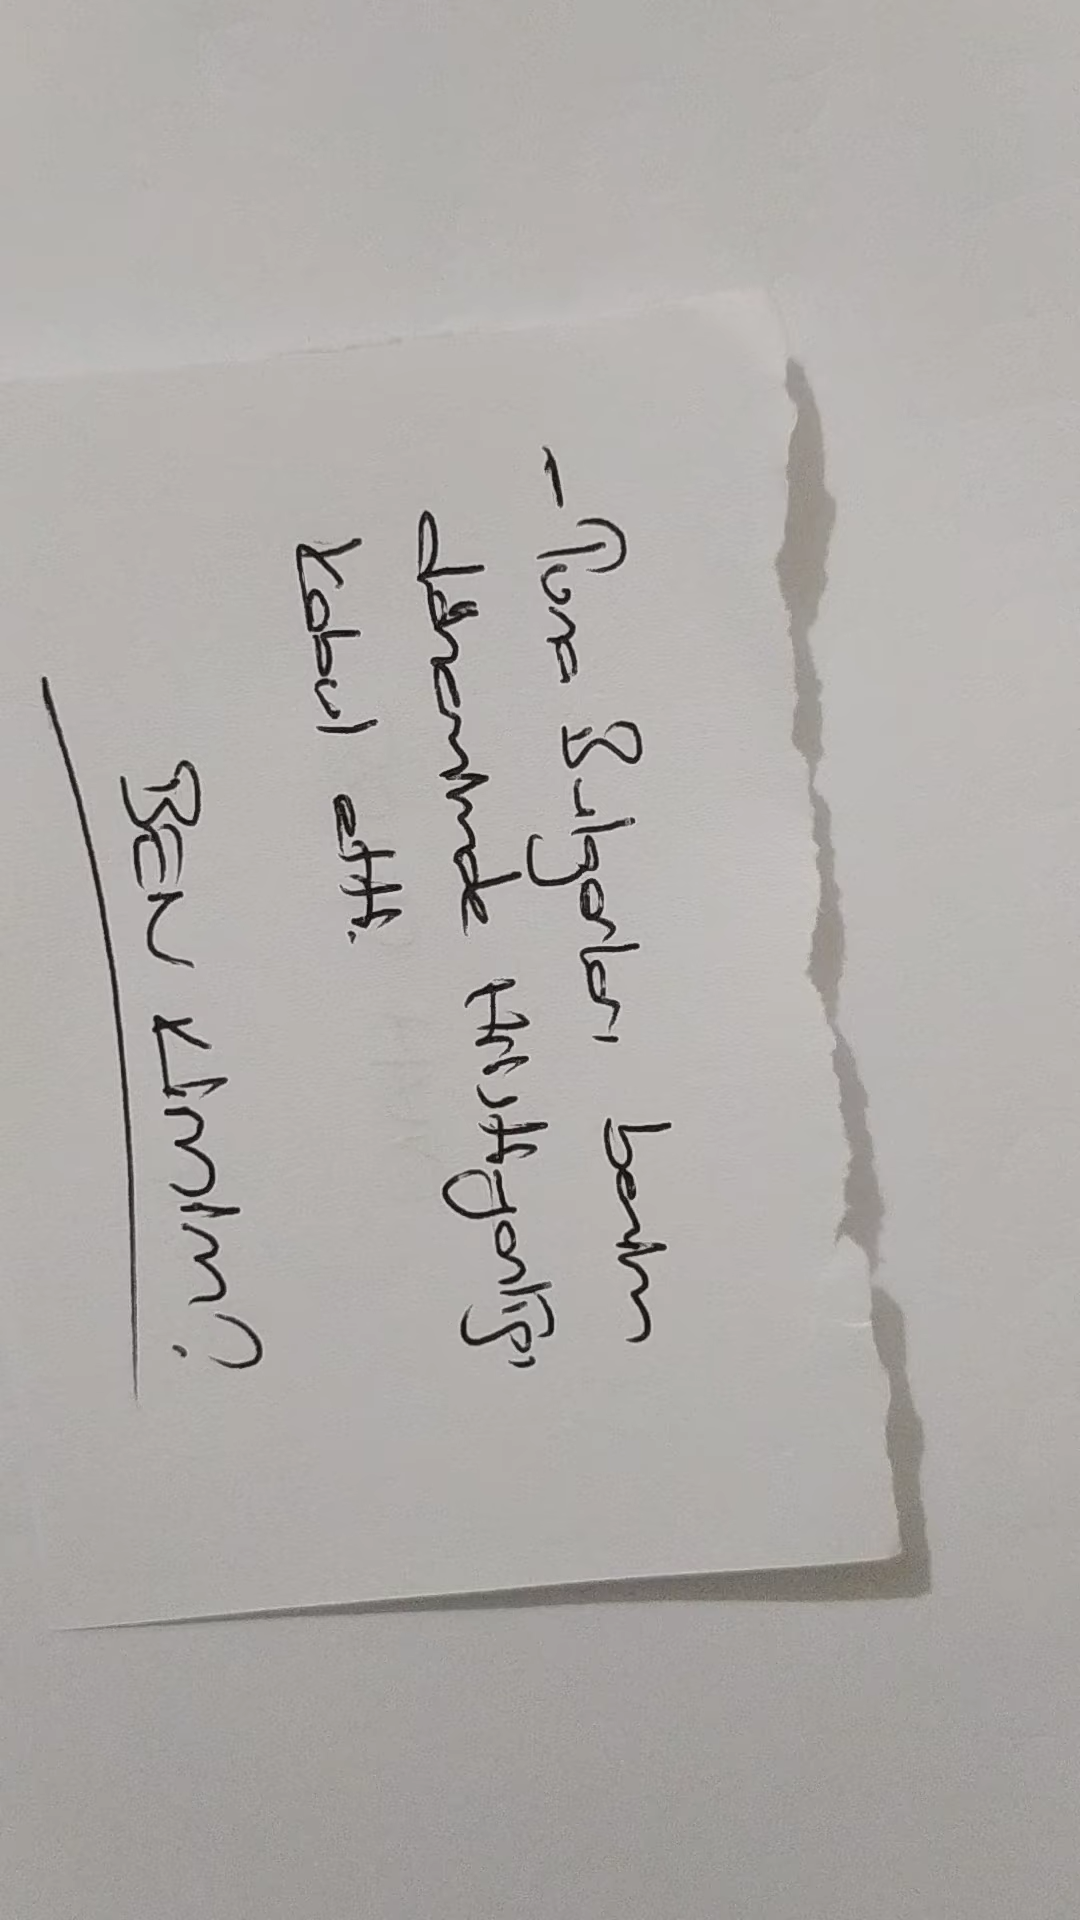 - Tuna Bulgarları benim
dönemimde Hristiyanlığı
kabul etti.
BEN KİMİM?